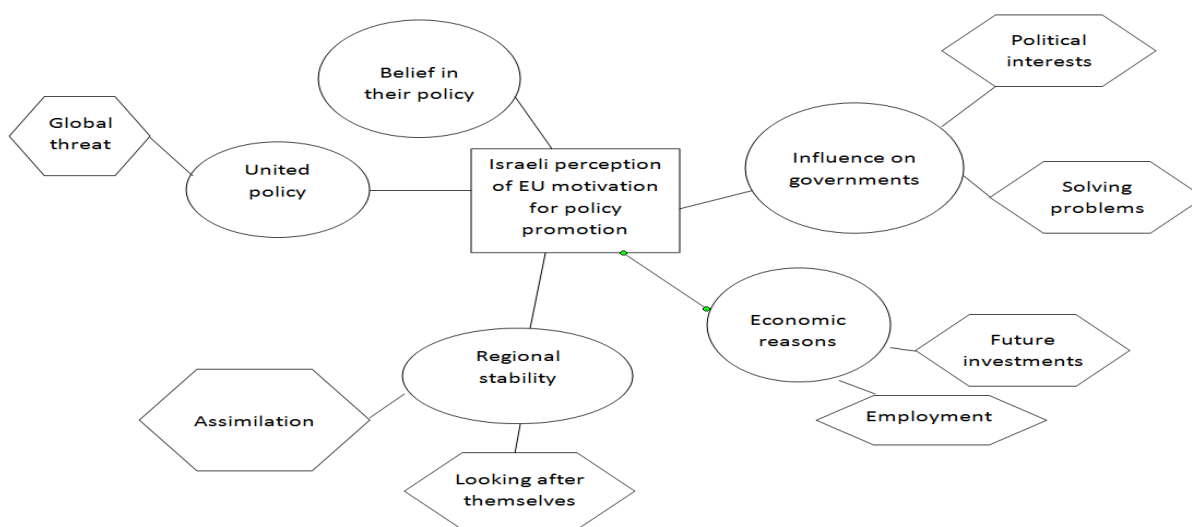 Political
interests
Belief in
their policy
Global
threat
United
policy
Israeli perception
of EU motivation
for policy
promotion
Influence on
governments
Solving
problems
Economic
reasons
Future
investments
Employment
Regional
stability
Assimilation
Looking after
themselves